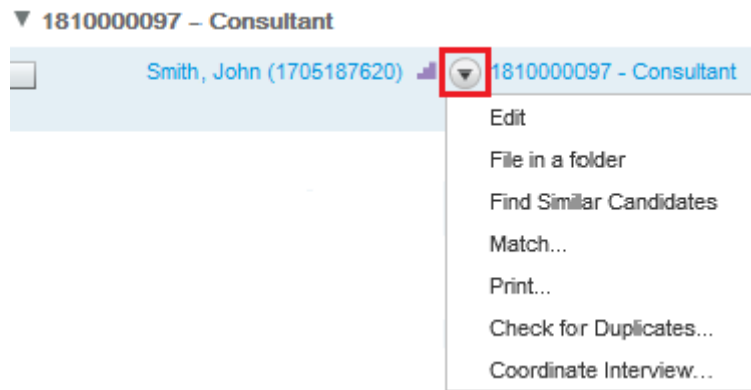 1810000097 – Consultant
Smith, John (1705187620) 1810000097 - Consultant
Edit
File in a folder
Find Similar Candidates
Match...
Print...
Check for Duplicates...
Coordinate Interview...